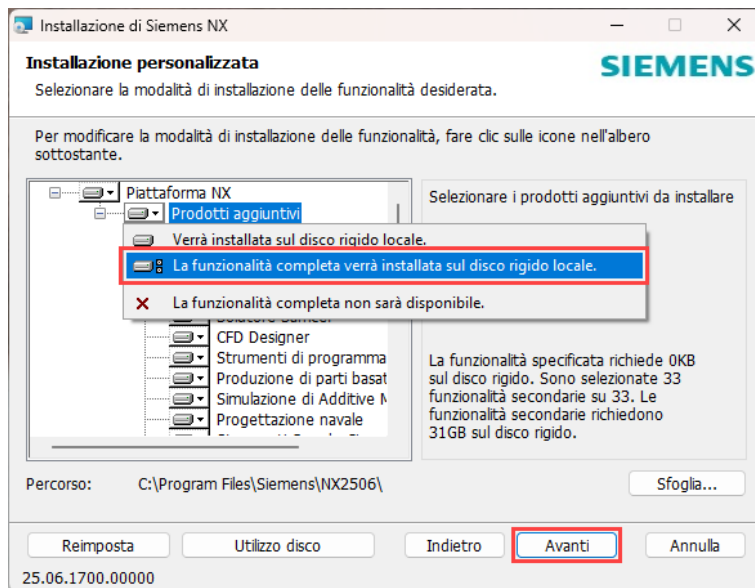 Installazione di Siemens NX
Installazione personalizzata
SIEMENS
Selezionare la modalità di installazione delle funzionalità desiderata.
Per modificare la modalità di installazione delle funzionalità, fare clic sulle icone nell'albero
sottostante.
Piattaforma NX
Prodotti aggiuntivi
Selezionare i prodotti aggiuntivi da installare
Verrà installata sul disco rigido locale.
La funzionalità completa verrà installata sul disco rigido locale.
La funzionalità completa non sarà disponibile.
CFD Designer
Strumenti di programma
Produzione di parti basat
Simulazione di Additive M
Progettazione navale
La funzionalità specificata richiede 0KB
sul disco rigido. Sono selezionate 33
funzionalità secondarie su 33. Le
funzionalità secondarie richiedono
31GB sul disco rigido.
Percorso: C:\Program Files\Siemens\NX2506\
Sfoglia...
Reimposta Utilizzo disco Indietro Avanti Annulla
25.06.1700.00000